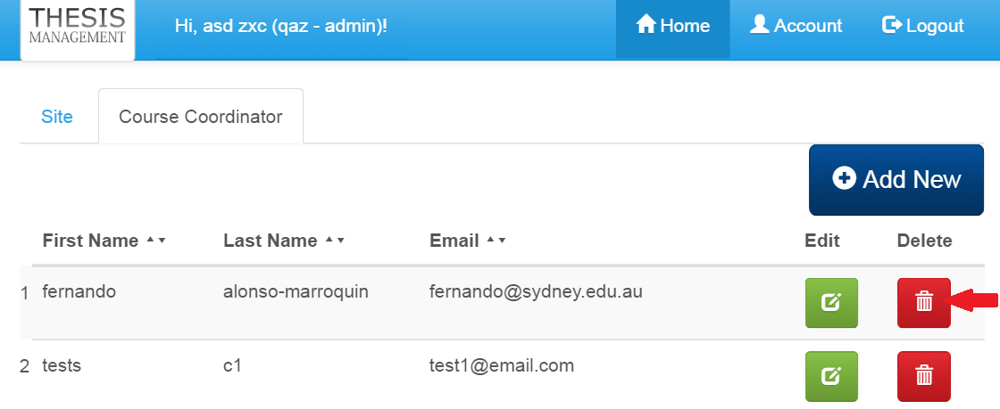 THESIS
MANAGEMENT
Hi, asd zxc (qaz - admin)!
Home
Account
Logout
Site
Course Coordinator
Add New
First Name
Last Name
Email
Edit
Delete
1 fernando alonso-marroquin fernando@sydney.edu.au
2 tests c1 test1@email.com